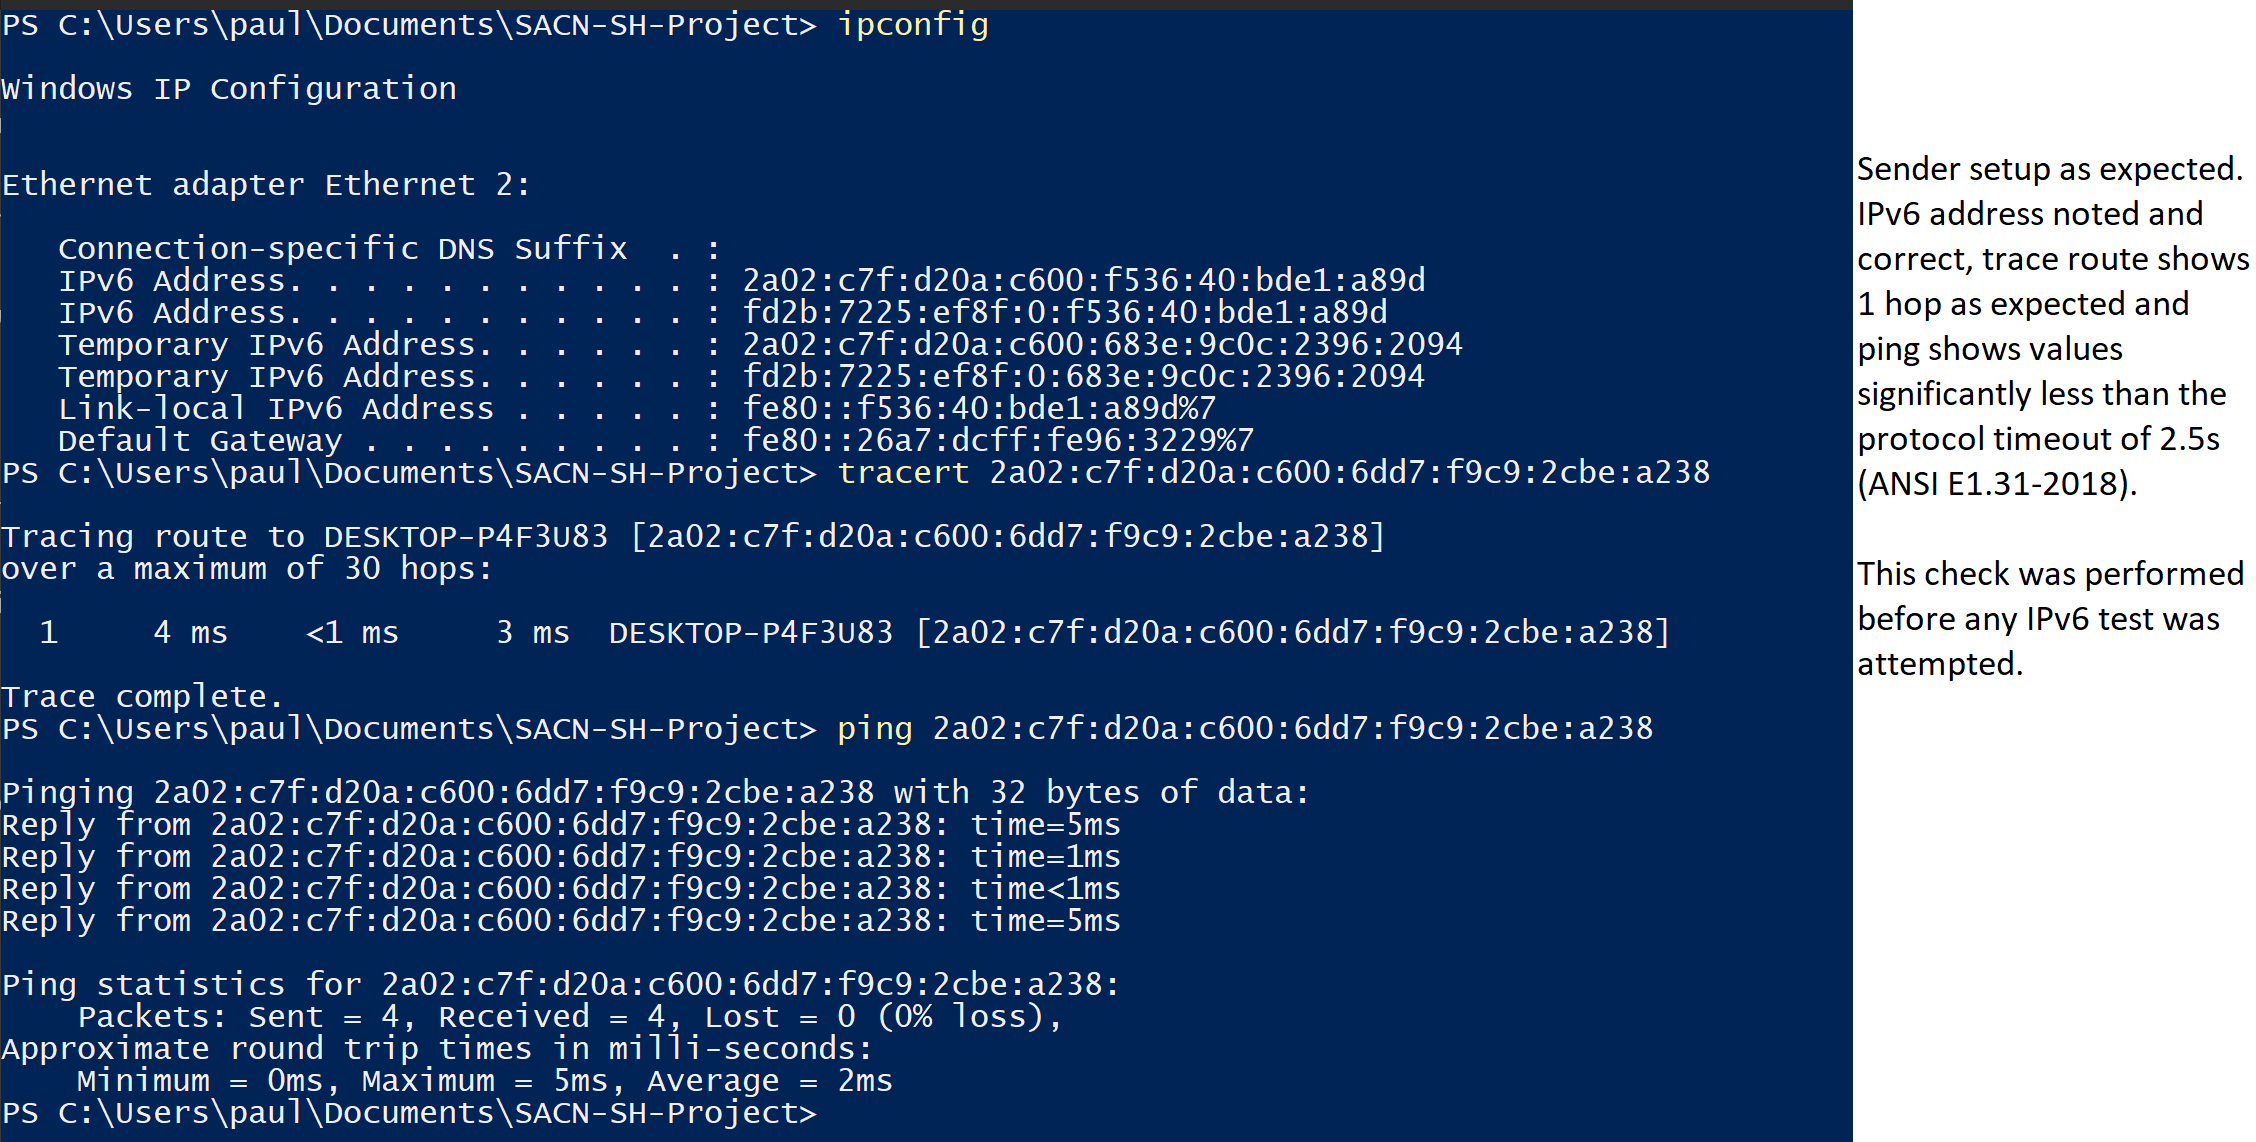 PS C:\Users\paul\Documents\SACN-SH-Project> ipconfig
Windows IP Configuration
Ethernet adapter Ethernet 2:
   Connection-specific DNS Suffix  . :
   IPv6 Address. . . . . . . . . . . . : 2a02:c7f:d20a:c600:f536:40:bde1:a89d
   IPv6 Address. . . . . . . . . . . . : fd2b:7225:ef8f:0:f536:40:bde1:a89d
   Temporary IPv6 Address. . . . . . : 2a02:c7f:d20a:c600:683e:9c0c:2396:2094
   Temporary IPv6 Address. . . . . . : fd2b:7225:ef8f:0:683e:9c0c:2396:2094
   Link-local IPv6 Address . . . . . : fe80::f536:40:bde1:a89d%7
   Default Gateway . . . . . . . . . : fe80::26a7:dcff:fe96:3229%7
PS C:\Users\paul\Documents\SACN-SH-Project> tracert 2a02:c7f:d20a:c600:6dd7:f9c9:2cbe:a238
Tracing route to DESKTOP-P4F3U83 [2a02:c7f:d20a:c600:6dd7:f9c9:2cbe:a238]
over a maximum of 30 hops:
  1     4 ms    <1 ms     3 ms  DESKTOP-P4F3U83 [2a02:c7f:d20a:c600:6dd7:f9c9:2cbe:a238]
Trace complete.
PS C:\Users\paul\Documents\SACN-SH-Project> ping 2a02:c7f:d20a:c600:6dd7:f9c9:2cbe:a238
Pinging 2a02:c7f:d20a:c600:6dd7:f9c9:2cbe:a238 with 32 bytes of data:
Reply from 2a02:c7f:d20a:c600:6dd7:f9c9:2cbe:a238: time=5ms
Reply from 2a02:c7f:d20a:c600:6dd7:f9c9:2cbe:a238: time=1ms
Reply from 2a02:c7f:d20a:c600:6dd7:f9c9:2cbe:a238: time<1ms
Reply from 2a02:c7f:d20a:c600:6dd7:f9c9:2cbe:a238: time=5ms
Ping statistics for 2a02:c7f:d20a:c600:6dd7:f9c9:2cbe:a238:
    Packets: Sent = 4, Received = 4, Lost = 0 (0% loss),
Approximate round trip times in milli-seconds:
    Minimum = 0ms, Maximum = 5ms, Average = 2ms
PS C:\Users\paul\Documents\SACN-SH-Project>
Sender setup as expected.
IPv6 address noted and
correct, trace route shows
1 hop as expected and
ping shows values
significantly less than the
protocol timeout of 2.5s
(ANSI E1.31-2018).
This check was performed
before any IPv6 test was
attempted.